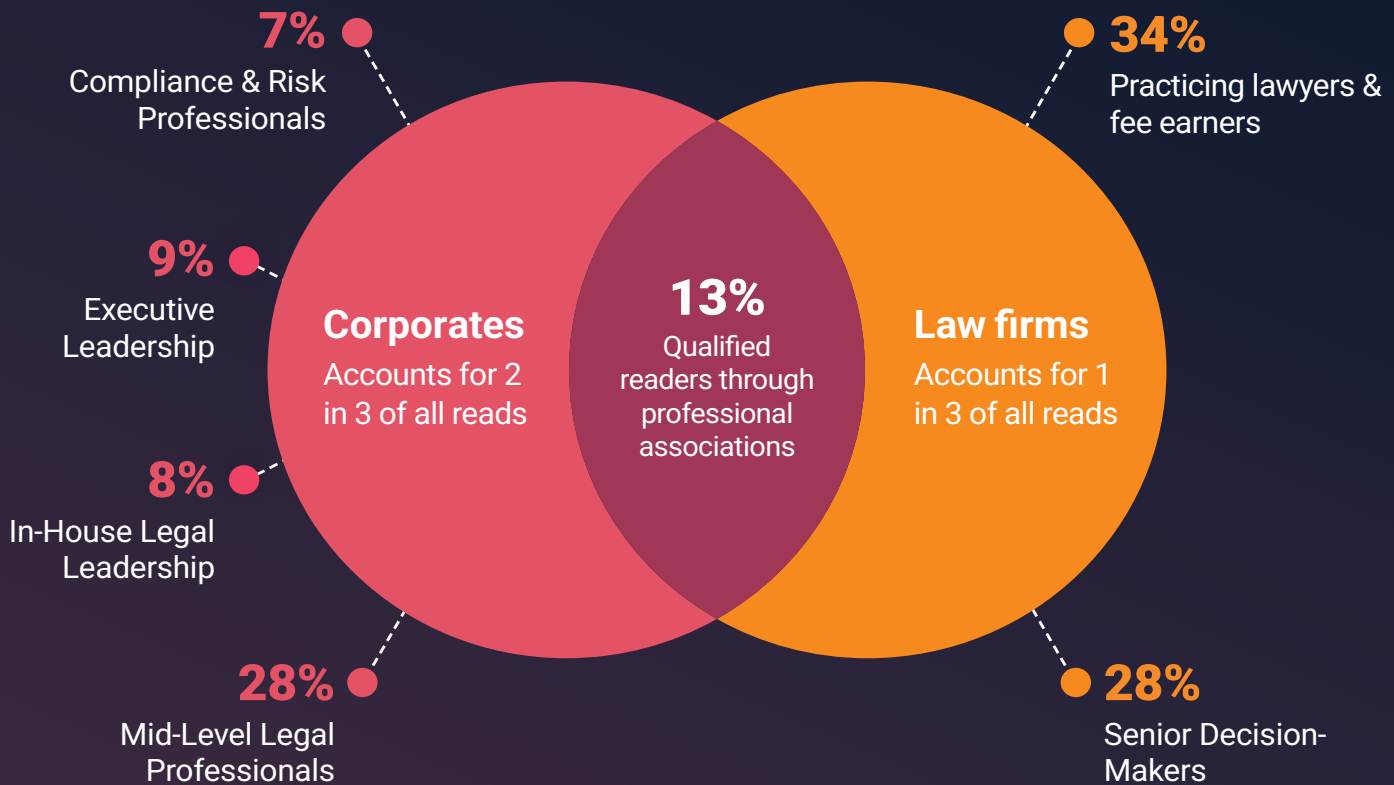 7%
Compliance & Risk
Professionals
9%
Executive
Leadership
8%
In-House Legal
Leadership
28%
Mid-Level Legal
Professionals
Corporates
Accounts for 2
in 3 of all reads
13%
Qualified
readers through
professional
associations
Law firms
Accounts for 1
in 3 of all reads
34%
Practicing lawyers &
fee earners
28%
Senior Decision-
Makers